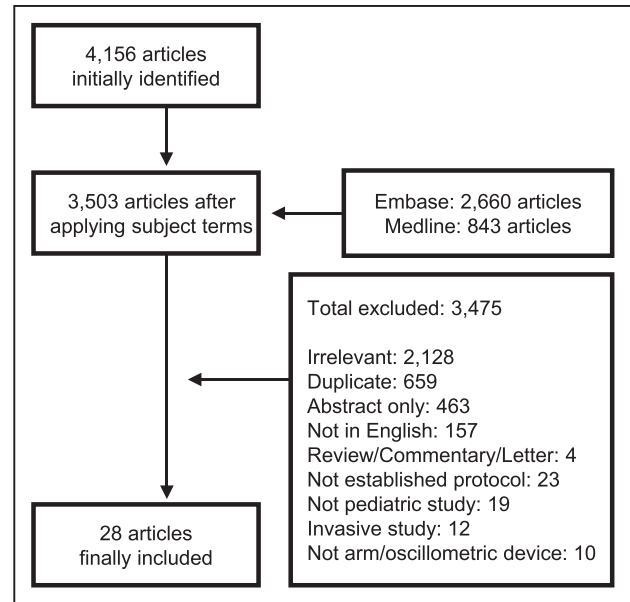 4,156 articles
initially identified
3,503 articles after
applying subject terms
Embase: 2,660 articles
Medline: 843 articles
Total excluded: 3,475
Irrelevant: 2,128
Duplicate: 659
Abstract only: 463
Not in English: 157
Review/Commentary/Letter: 4
Not established protocol: 23
Not pediatric study: 19
Invasive study: 12
Not arm/oscillometric device: 10
28 articles
finally included